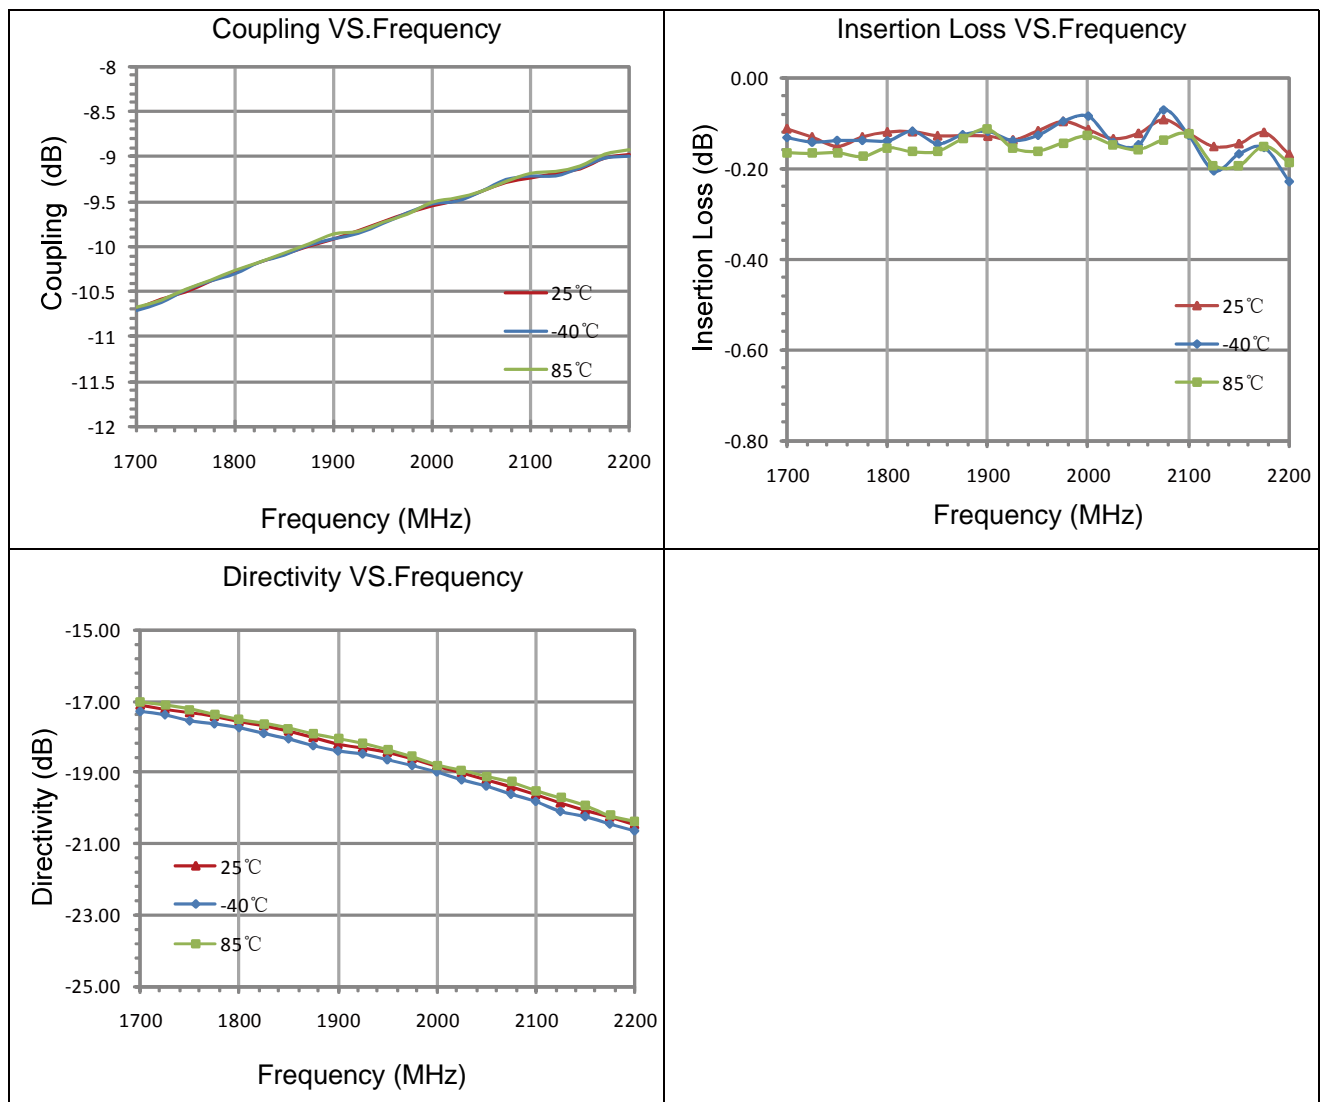 Coupling VS.Frequency
-8
-8.5
-9
-9.5
-10
-10.5
-11
-11.5
-12
Coupling (dB)
25℃
-40℃
85℃
1700 1800 1900 2000 2100 2200
Frequency (MHz)
Insertion Loss VS.Frequency
0.00
-0.20
-0.40
-0.60
-0.80
Insertion Loss (dB)
25℃
-40℃
85℃
1700 1800 1900 2000 2100 2200
Frequency (MHz)
Directivity VS.Frequency
-15.00
-17.00
-19.00
-21.00
-23.00
-25.00
Directivity (dB)
25℃
-40℃
85℃
1700 1800 1900 2000 2100 2200
Frequency (MHz)